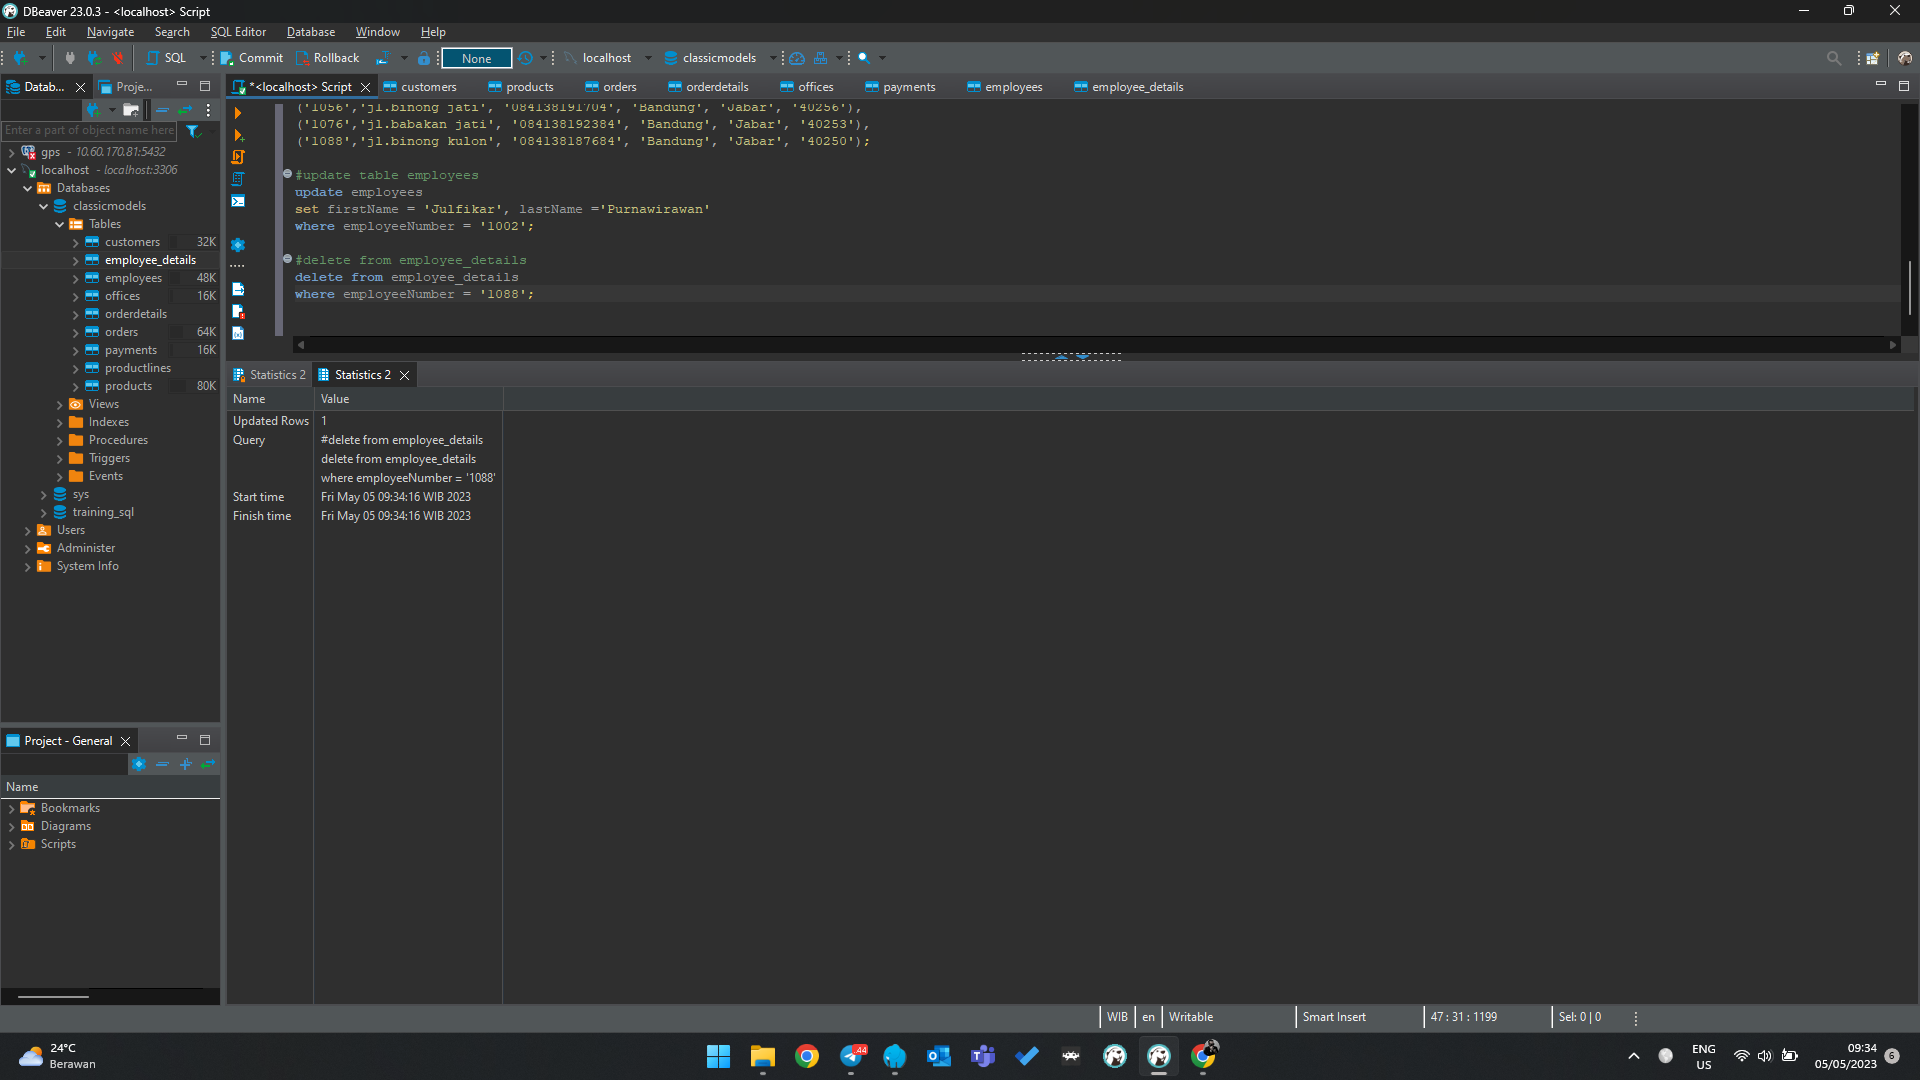 DBeaver 23.0.3 - <localhost> Script
File Edit Navigate Search SQL Editor Database Window Help
SQL Commit Rollback None localhost classicmodels
Datab... Proje...
*<localhost> Script customers products orders orderdetails offices payments employees employee_details
Enter a part of object name here
gps - 10.60.170.81:5432
localhost - localhost:3306
Databases
classicmodels
Tables
customers 32K
employee_details
employees 48K
offices 16K
orderdetails
orders 64K
payments 16K
productlines
products 80K
Views
Indexes
Procedures
Triggers
Events
sys
training_sql
Users
Administer
System Info
('1056','jl.binong jati', '084138191704', 'Bandung', 'Jabar', '40256'),
('1076','jl.babakan jati', '084138192384', 'Bandung', 'Jabar', '40253'),
('1088','jl.binong kulon', '084138187684', 'Bandung', 'Jabar', '40250');
#update table employees
update employees
set firstName = 'Julfikar', lastName ='Purnawirawan'
where employeeNumber = '1002';
#delete from employee_details
delete from employee_details
where employeeNumber = '1088';
Statistics 2 Statistics 2
Name Value
Updated Rows 1
Query #delete from employee_details
delete from employee_details
where employeeNumber = '1088'
Start time Fri May 05 09:34:16 WIB 2023
Finish time Fri May 05 09:34:16 WIB 2023
Project - General
Name
Bookmarks
Diagrams
Scripts
WIB en Writable Smart Insert 47 : 31 : 1199 Sel: 0 | 0
24°C
Berawan
44
ENG
US
09:34
05/05/2023
6